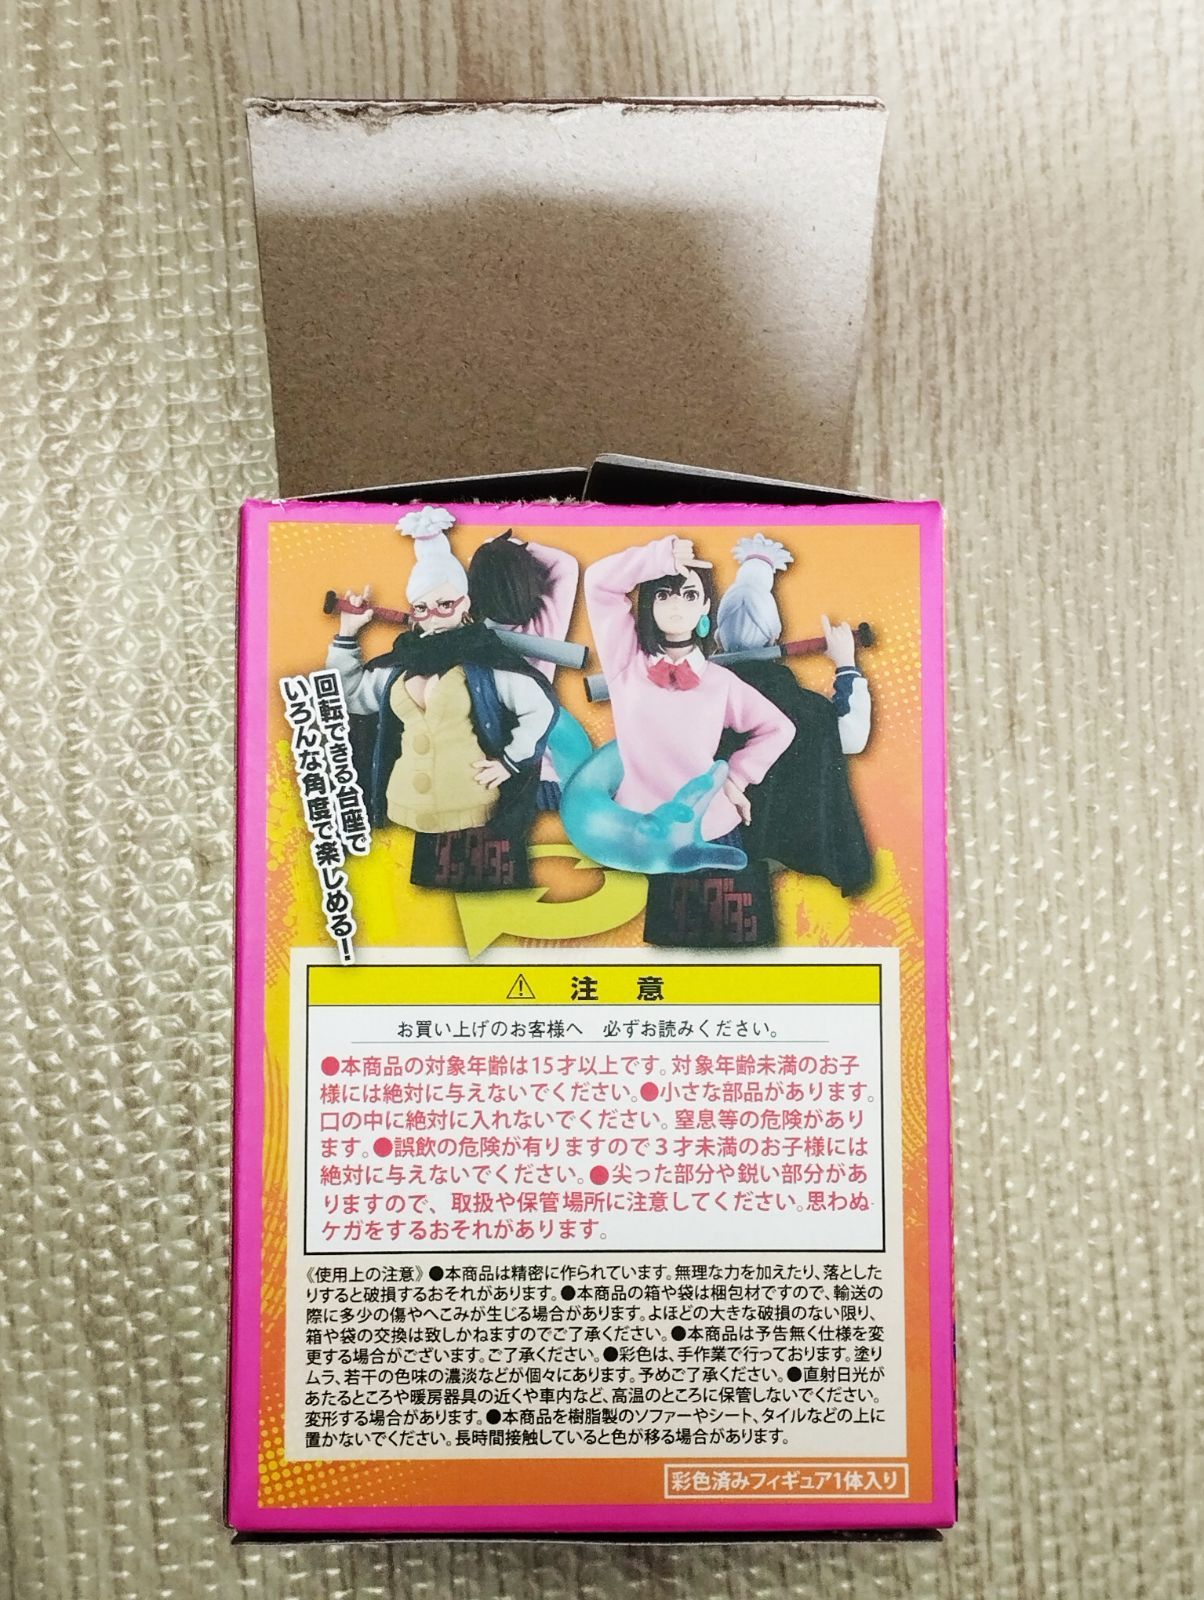 回転できる台座で
いろんな角度で楽しめる!
ダンダダン
ダンダダン
注 意
お買い上げのお客様へ 必ずお読みください。
●本商品の対象年齢は15才以上です。対象年齢未満のお子
様には絶対に与えないでください。●小さな部品があります。
口の中に絶対に入れないでください。窒息等の危険があり
ます。●誤飲の危険が有りますので3才未満のお子様には
絶対に与えないでください。●尖った部分や鋭い部分があ
りますので、取扱や保管場所に注意してください。思わぬ
ケガをするおそれがあります。
《使用上の注意》●本商品は精密に作られています。無理な力を加えたり、落とした
りすると破損するおそれがあります。●本商品の箱や袋は梱包材ですので、輸送の
際に多少の傷やへこみが生じる場合があります。よほどの大きな破損のない限り、
箱や袋の交換は致しかねますのでご了承ください。●本商品は予告無く仕様を変
更する場合がございます。ご了承ください。●彩色は、手作業で行っております。塗り
ムラ、若干の色味の濃淡などが個々にあります。予めご了承ください。●直射日光が
あたるところや暖房器具の近くや車内など、高温のところに保管しないでください。
変形する場合があります。●本商品を樹脂製のソファーやシート、タイルなどの上に
置かないでください。長時間接触していると色が移る場合があります。
彩色済みフィギュア1体入り